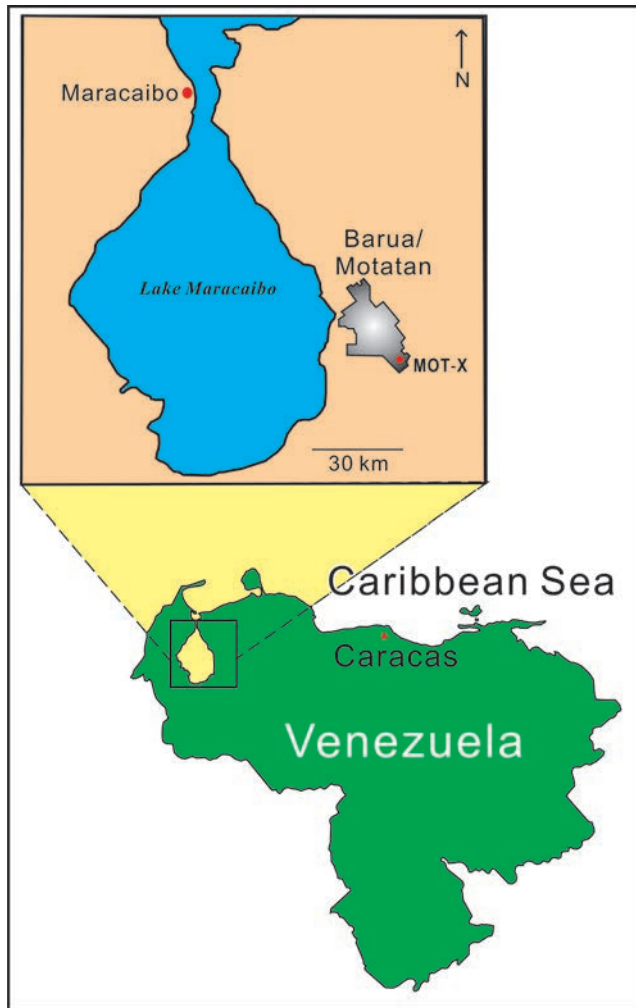 N
Maracaibo
Barua/
Motatan
Lake Maracaibo
MOT-X
30 km
Caribbean Sea
Caracas
Venezuela